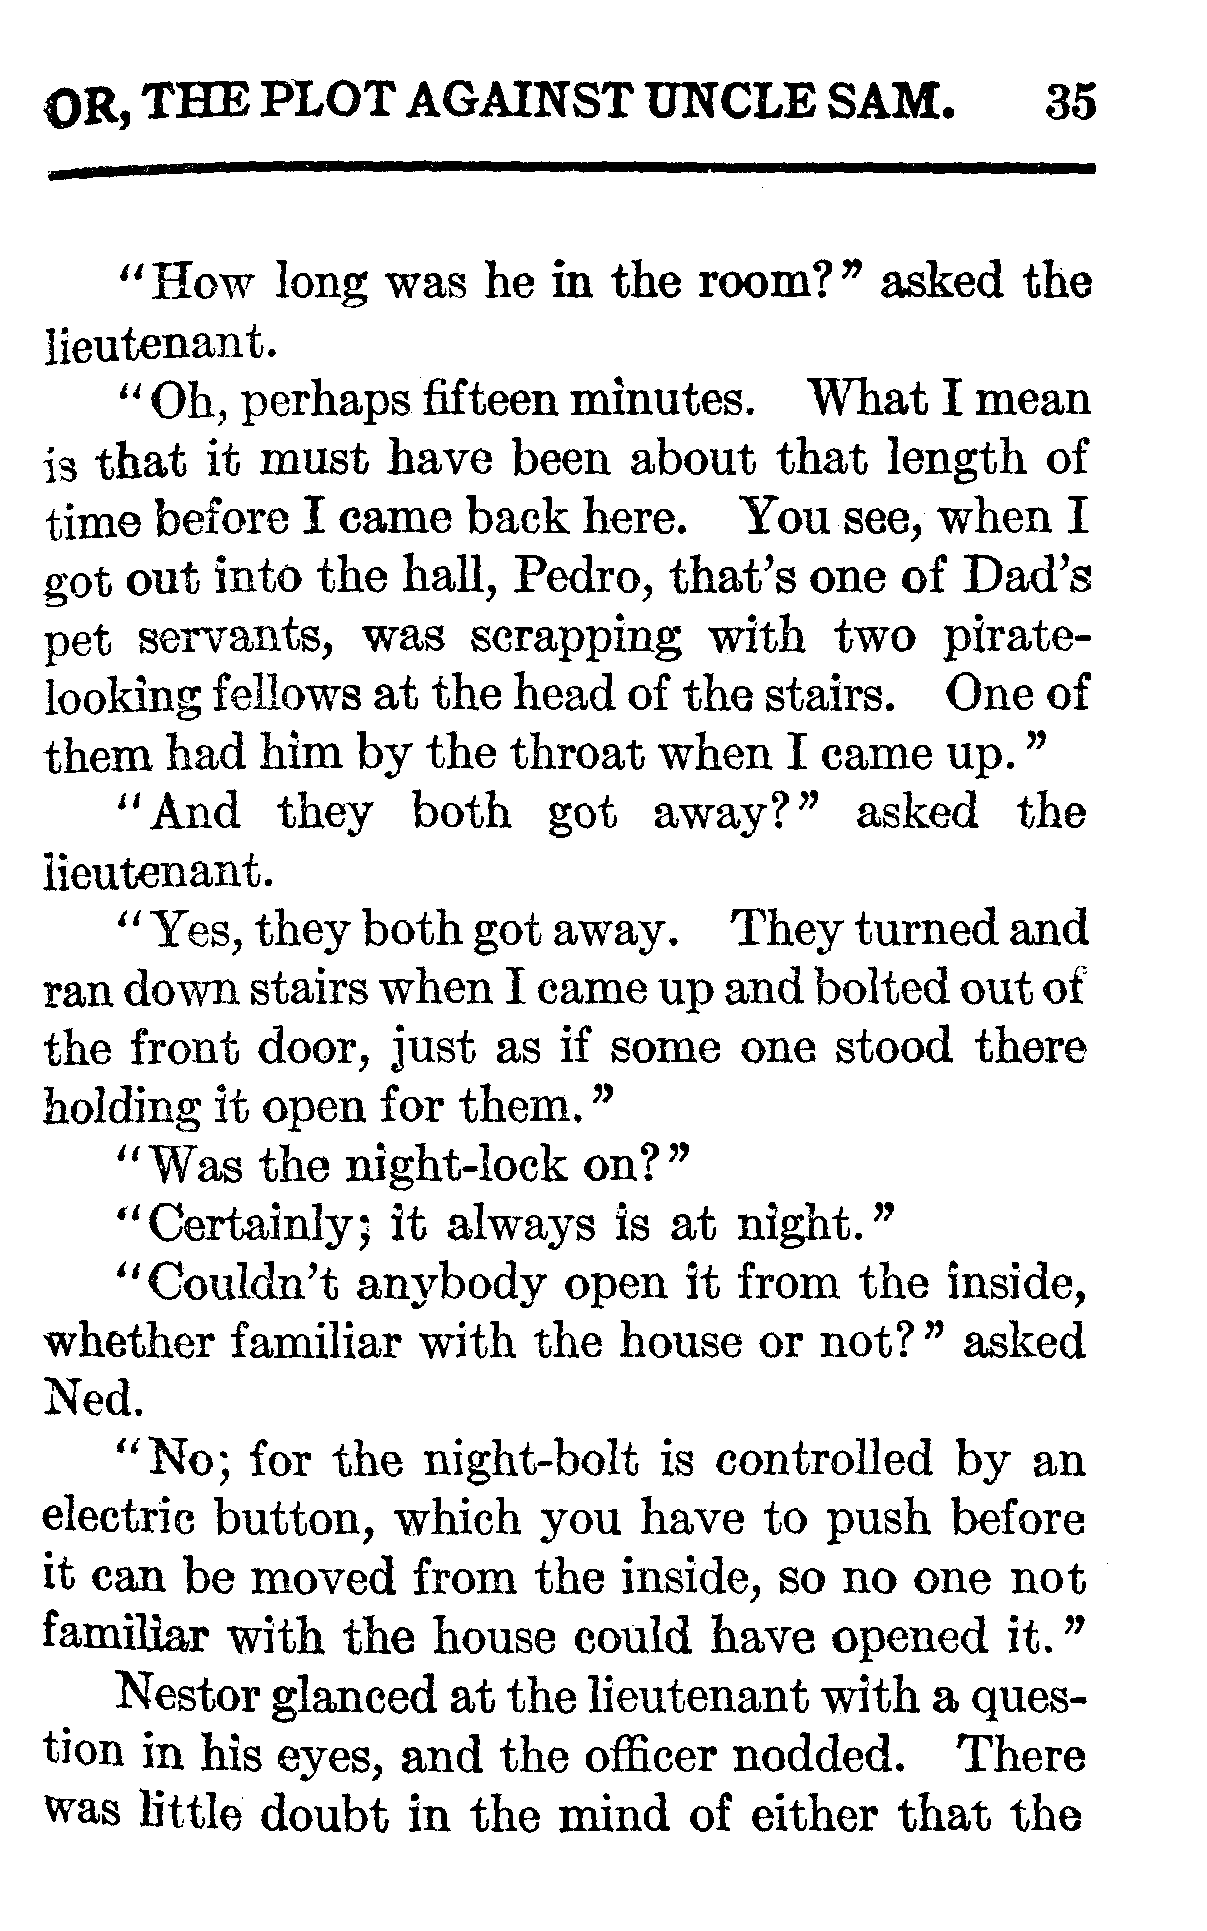 OR, THE PLOT AGAINST UNCLE SAM. 35
"How long was he in the room?" asked the
lieutenant.
"Oh, perhaps fifteen minutes. What I mean
is that it must have been about that length of
time before I came back here. You see, when I
got out into the hall, Pedro, that's one of Dad's
pet servants, was scrapping with two pirate-
looking fellows at the head of the stairs. One of
them had him by the throat when I came up."
"And they both got away?" asked the
lieutenant.
"Yes, they both got away. They turned and
ran down stairs when I came up and bolted out of
the front door, just as if some one stood there
holding it open for them."
"Was the night-lock on?"
"Certainly; it always is at night."
"Couldn't anybody open it from the inside,
whether familiar with the house or not?" asked
Ned.
"No; for the night-bolt is controlled by an
electric button, which you have to push before
it can be moved from the inside, so no one not
familiar with the house could have opened it."
Nestor glanced at the lieutenant with a ques-
tion in his eyes, and the officer nodded. There
was little doubt in the mind of either that the